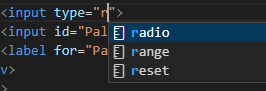 <input type="r">
<input id="Pal radio
<label for="Pa range
v> reset
>